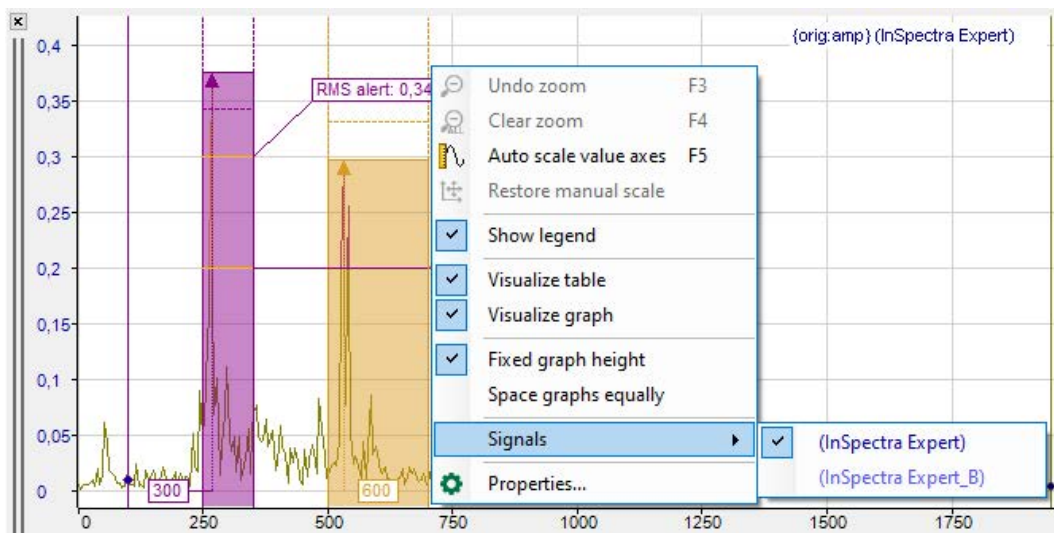 {orig:amp} (InSpectra Expert)
0,4
0,35
0,3
0,25
0,2
0,15
0,1
0,05
0
RMS alert: 0,34
300
600
0
250
500
750
1000
1250
1500
1750
Undo zoom F3
Clear zoom F4
ALL
Auto scale value axes F5
Restore manual scale
Show legend
Visualize table
Visualize graph
Fixed graph height
Space graphs equally
Signals
Properties...
(InSpectra Expert)
(InSpectra Expert_B)